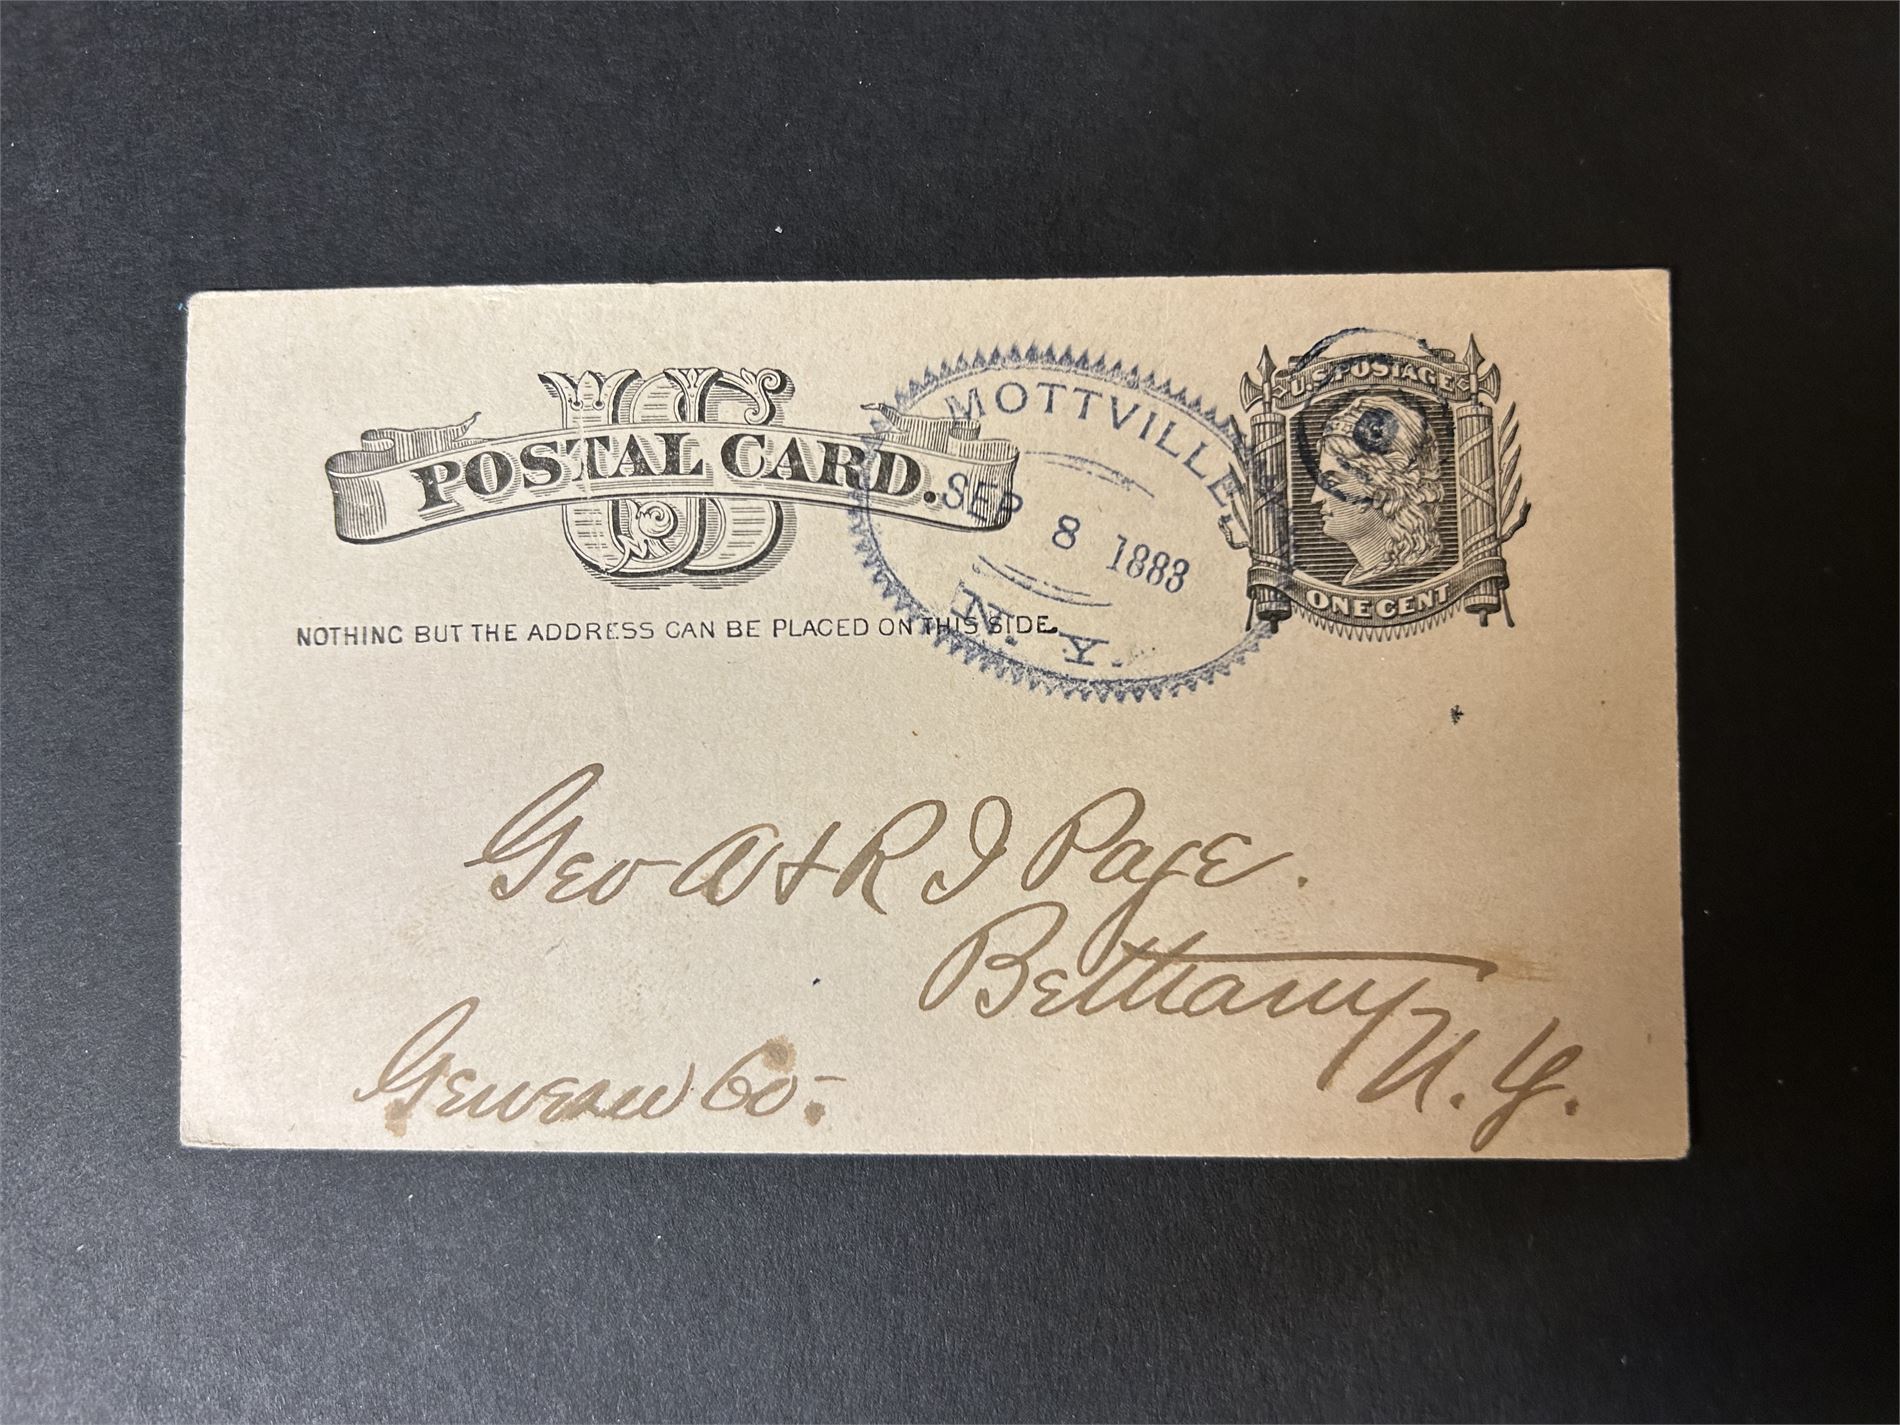 US
POSTAL CARD.
NOTHING BUT THE ADDRESS CAN BE PLACED ON THIS SIDE.
MOTTVILLE,
SEP 8 1883
N. Y.
U.S. POSTAGE
ONE CENT
Geo W & R J Page.
Bethany
N. Y.
Genesee Co.